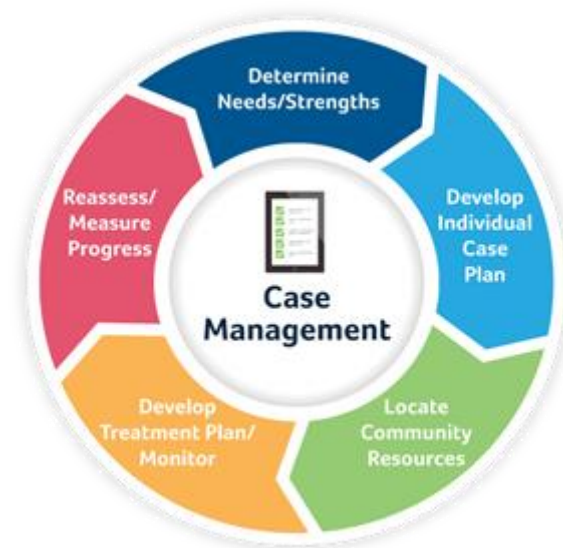 Determine
Needs/Strengths
Develop
Individual
Case
Plan
Locate
Community
Resources
Develop
Treatment Plan/
Monitor
Reassess/
Measure
Progress
Case
Management